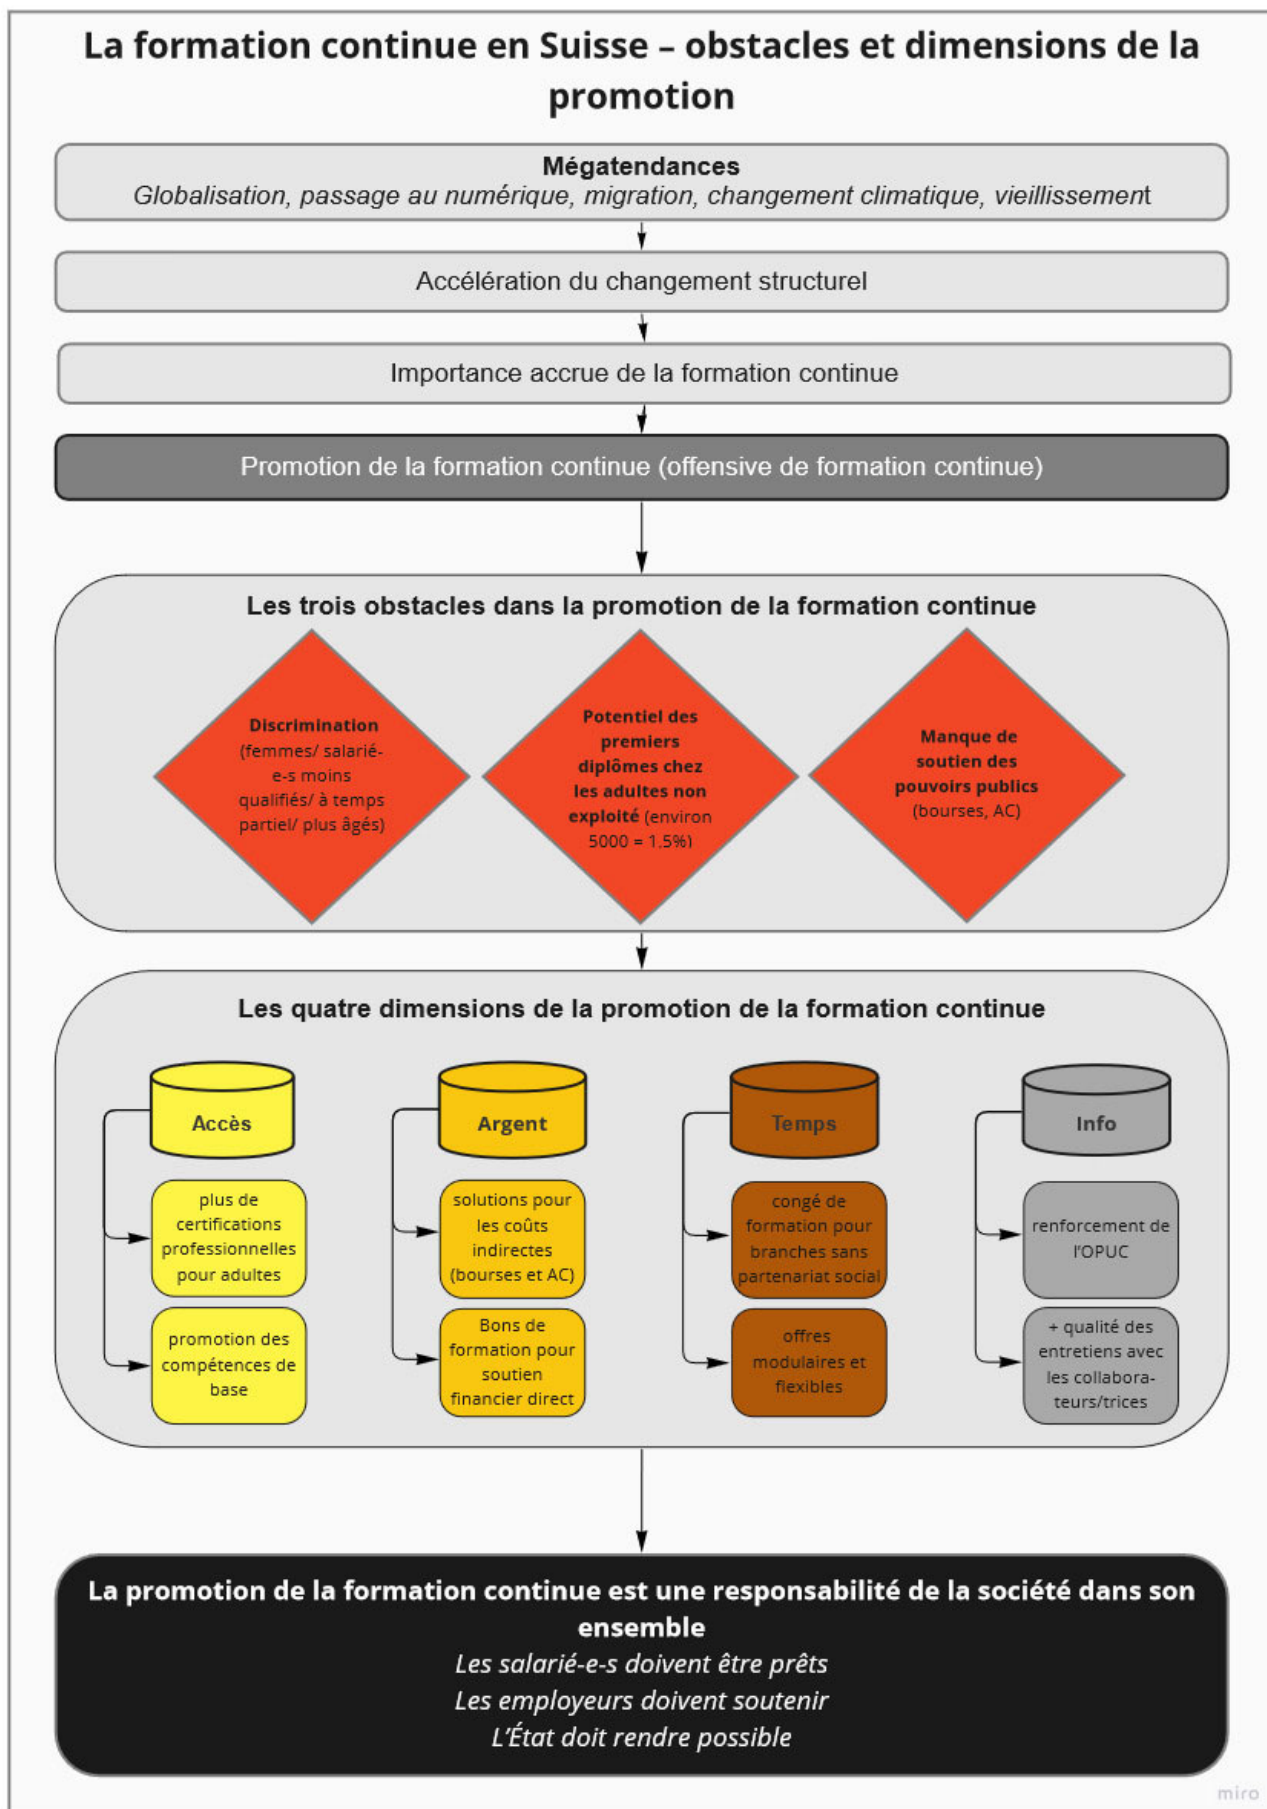 La formation continue en Suisse – obstacles et dimensions de la
promotion
Mégatendances
Globalisation, passage au numérique, migration, changement climatique, vieillissement
Accélération du changement structurel
Importance accrue de la formation continue
Promotion de la formation continue (offensive de formation continue)
Les trois obstacles dans la promotion de la formation continue
Discrimination
(femmes/ salarié-
e-s moins
qualifiés/ à temps
partiel/ plus âgés)
Potentiel des
premiers
diplômes chez
les adultes non
exploité (environ
5000 = 1,5%)
Manque de
soutien des
pouvoirs publics
(bourses, AC)
Les quatre dimensions de la promotion de la formation continue
Accès
plus de
certifications
professionnelles
pour adultes
promotion des
compétences de
base
Argent
solutions pour
les coûts
indirectes
(bourses et AC)
Bons de
formation pour
soutien
financier direct
Temps
congé de
formation pour
branches sans
partenariat social
offres
modulaires et
flexibles
Info
renforcement de
l'OPUC
+ qualité des
entretiens avec
les collabora-
teurs/trices
La promotion de la formation continue est une responsabilité de la société dans son
ensemble
Les salarié-e-s doivent être prêts
Les employeurs doivent soutenir
L'État doit rendre possible
miro